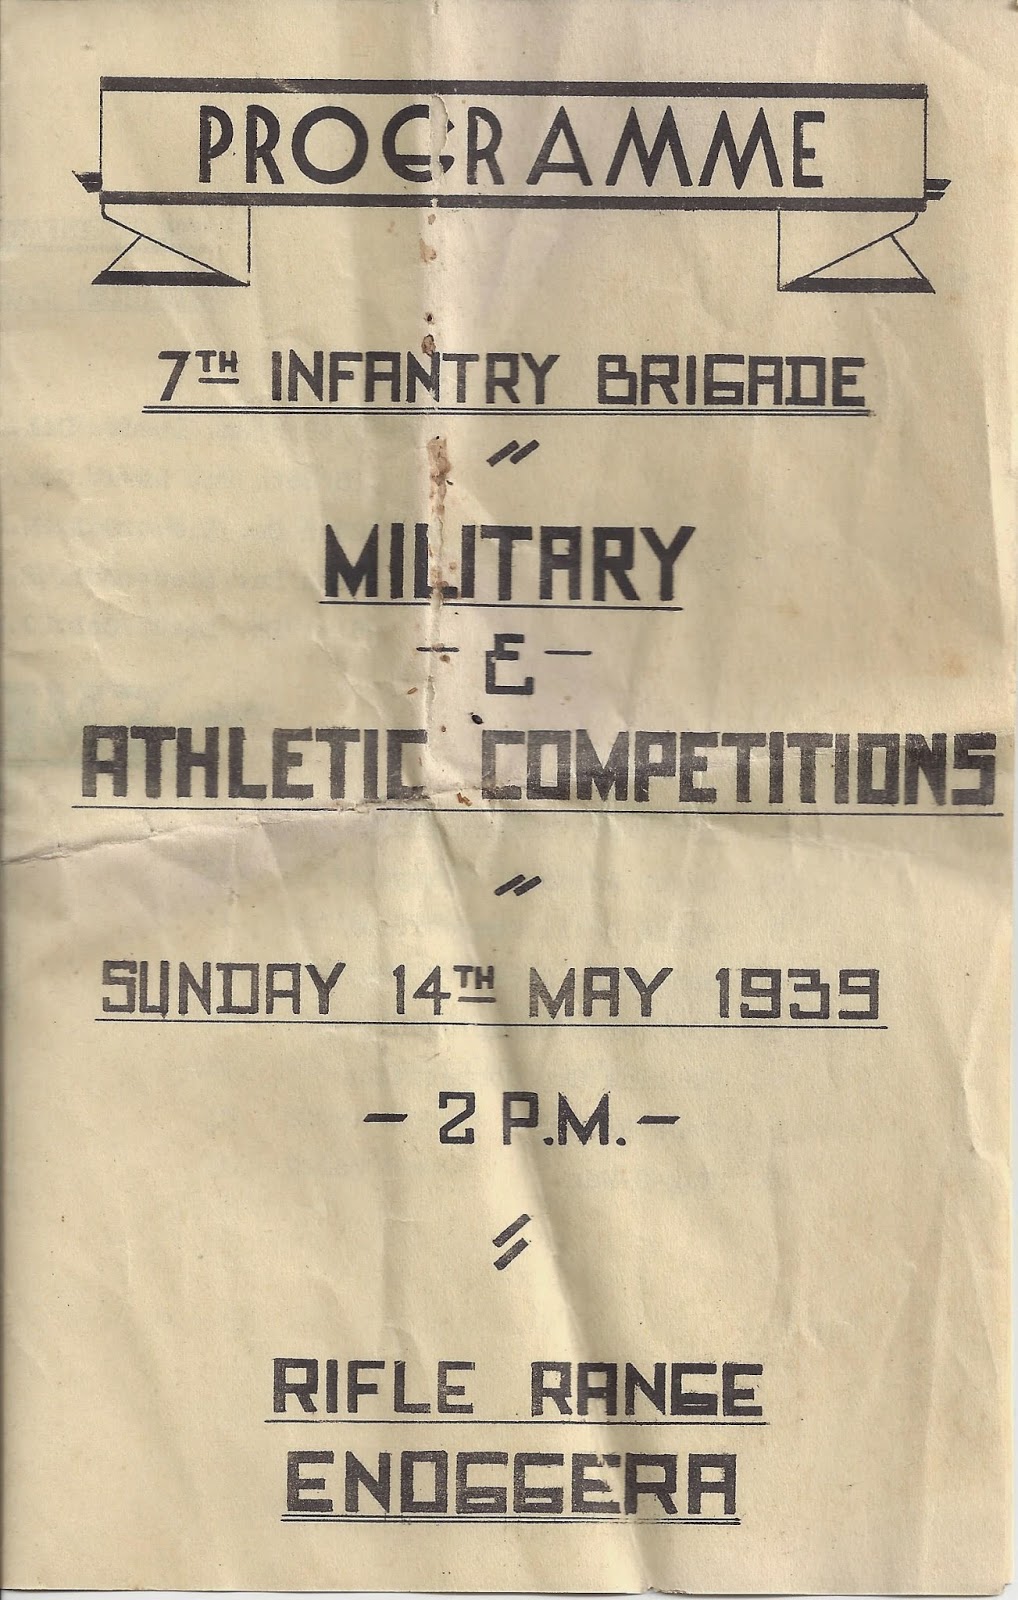 PROGRAMME
7TH INFANTRY BRIGADE
〃
MILITARY
- & -
ATHLETIC COMPETITIONS
〃
SUNDAY 14TH MAY 1939
- 2 P.M. -
〃
RIFLE RANGE
ENOGGERA